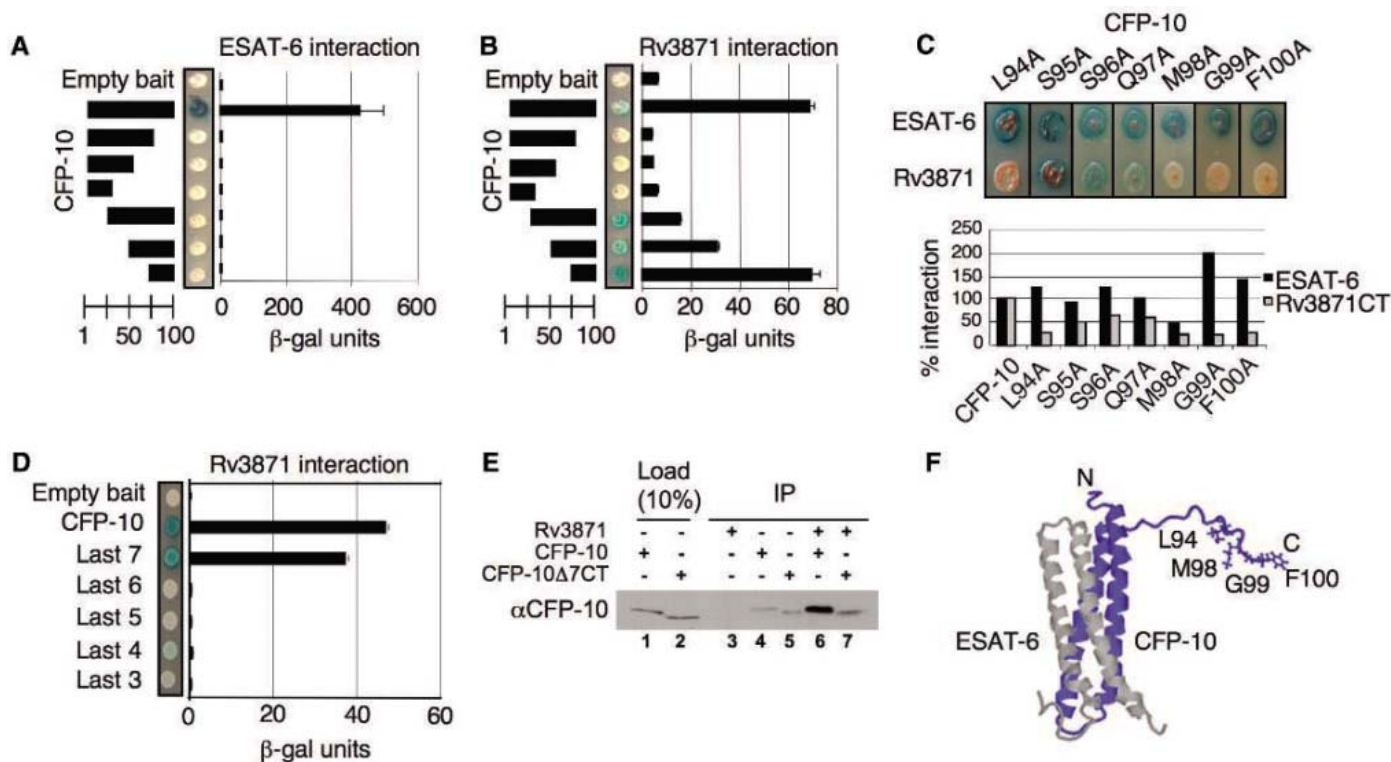 A
ESAT-6 interaction
Empty bait
CFP-10
1 50 100
0 200 400 600
β-gal units
B
Rv3871 interaction
Empty bait
CFP-10
1 50 100
0 20 40 60 80
β-gal units
C
CFP-10
L94A S95A S96A Q97A M98A G99A F100A
ESAT-6
Rv3871
250
200
150
100
50
0
% interaction
ESAT-6
Rv3871CT
CFP-10 L94A S95A S96A Q97A M98A G99A F100A
D
Rv3871 interaction
Empty bait
CFP-10
Last 7
Last 6
Last 5
Last 4
Last 3
0 20 40 60
β-gal units
E
Load
(10%)
IP
Rv3871 - - + - - + +
CFP-10 + - - + - + -
CFP-10Δ7CT - + - - + - +
αCFP-10
1 2 3 4 5 6 7
F
N
L94
M98
G99
C
F100
ESAT-6
CFP-10